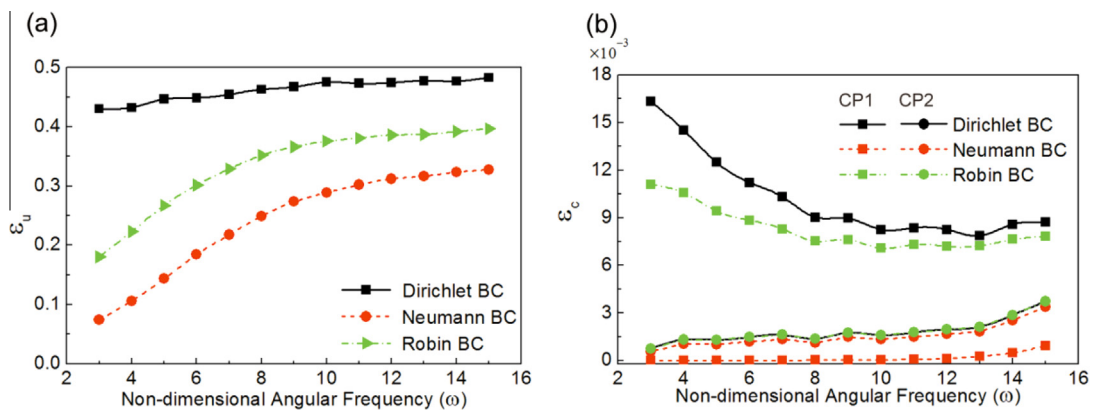 (a)
0.5
0.4
0.3
0.2
0.1
0.0
εu
Dirichlet BC
Neumann BC
Robin BC
2 4 6 8 10 12 14 16
Non-dimensional Angular Frequency (ω)
(b)
εc
×10⁻³
18
15
12
9
6
3
0
CP1 CP2
Dirichlet BC
Neumann BC
Robin BC
2 4 6 8 10 12 14 16
Non-dimensional Angular Frequency (ω)